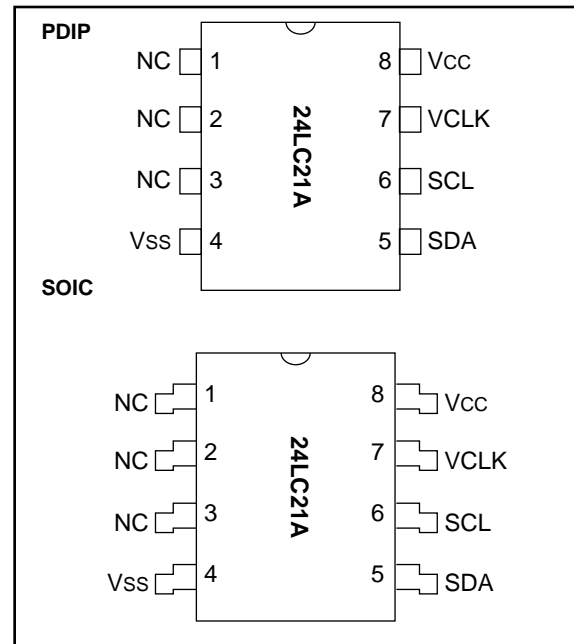 PDIP
NC 1 8 VCC
NC 2 7 VCLK
NC 3 6 SCL
VSS 4 5 SDA
24LC21A
SOIC
NC 1 8 VCC
NC 2 7 VCLK
NC 3 6 SCL
VSS 4 5 SDA
24LC21A